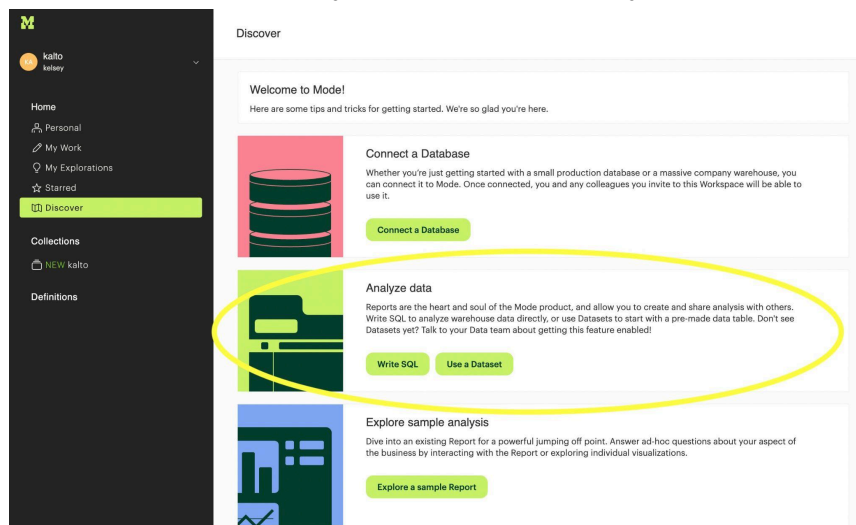 M
Discover
KA
kalto
kelsey
Home
Personal
My Work
My Explorations
Starred
Discover
Collections
NEW kalto
Definitions
Welcome to Mode!
Here are some tips and tricks for getting started. We're so glad you're here.
Connect a Database
Whether you're just getting started with a small production database or a massive company warehouse, you
can connect it to Mode. Once connected, you and any colleagues you invite to this Workspace will be able to
use it.
Connect a Database
Analyze data
Reports are the heart and soul of the Mode product, and allow you to create and share analysis with others.
Write SQL to analyze warehouse data directly, or use Datasets to start with a pre-made data table. Don't see
Datasets yet? Talk to your Data team about getting this feature enabled!
Write SQL Use a Dataset
Explore sample analysis
Dive into an existing Report for a powerful jumping off point. Answer ad-hoc questions about your aspect of
the business by interacting with the Report or exploring individual visualizations.
Explore a sample Report